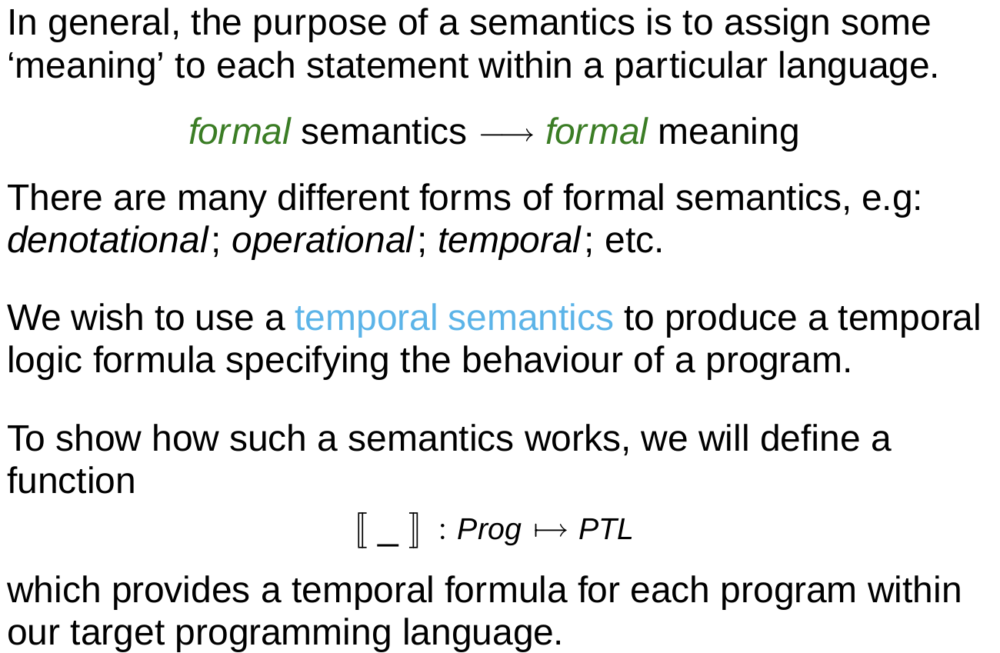 In general, the purpose of a semantics is to assign some
‘meaning’ to each statement within a particular language.
formal semantics ⟶ formal meaning
There are many different forms of formal semantics, e.g:
denotational; operational; temporal; etc.
We wish to use a temporal semantics to produce a temporal
logic formula specifying the behaviour of a program.
To show how such a semantics works, we will define a
function
⟦ _ ⟧ : Prog ⟼ PTL
which provides a temporal formula for each program within
our target programming language.